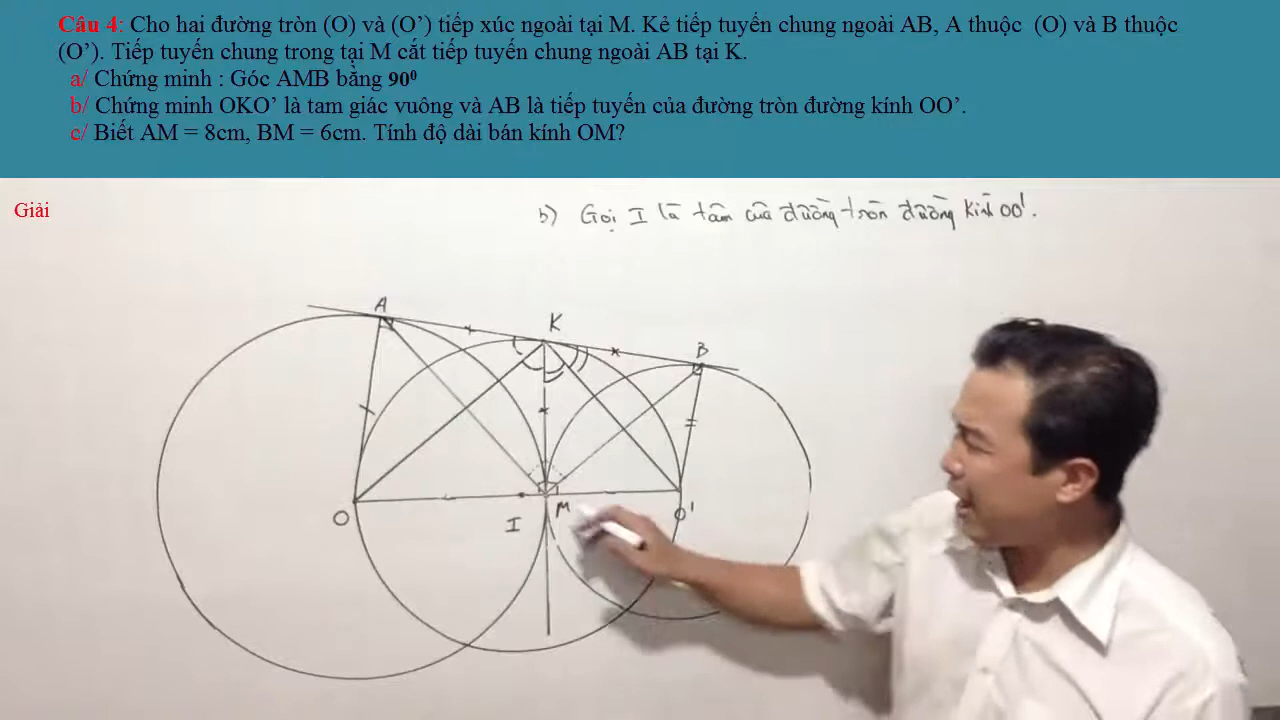 Câu 4: Cho hai đường tròn (O) và (O’) tiếp xúc ngoài tại M. Kẻ tiếp tuyến chung ngoài AB, A thuộc (O) và B thuộc
(O’). Tiếp tuyến chung trong tại M cắt tiếp tuyến chung ngoài AB tại K.
a/ Chứng minh : Góc AMB bằng 90⁰
b/ Chứng minh OKO’ là tam giác vuông và AB là tiếp tuyến của đường tròn đường kính OO’.
c/ Biết AM = 8cm, BM = 6cm. Tính độ dài bán kính OM?
Giải
b) Gọi I là tâm của đường tròn đường kính OO'.
A
K
B
O
I
M
O'